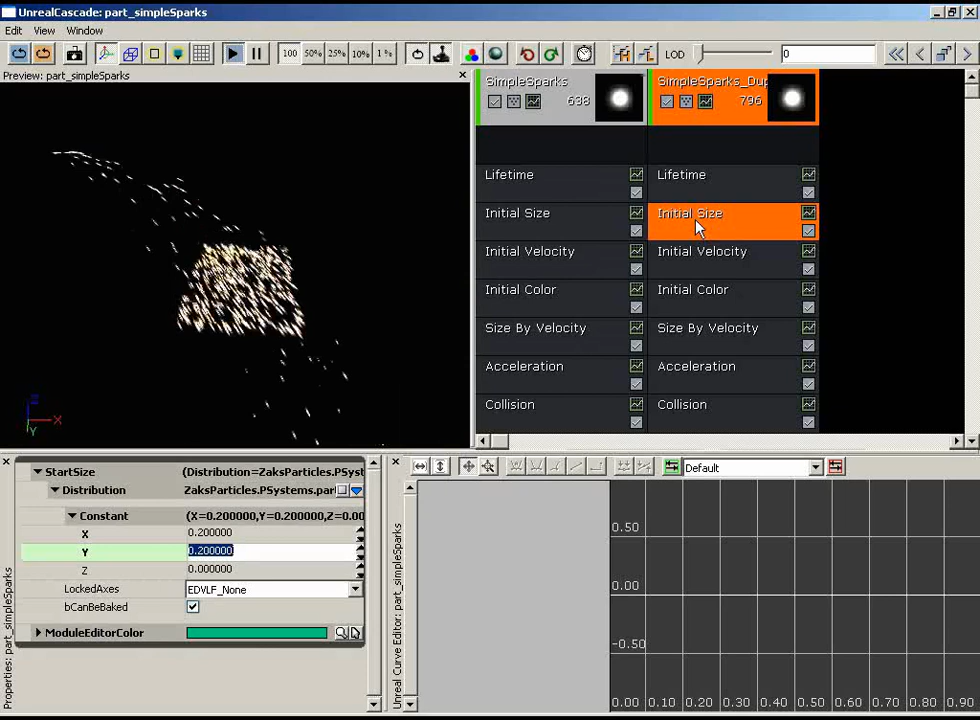 UnrealCascade: part_simpleSparks
Edit View Window
100 50% 25% 10% 1% LOD 0
Preview: part_simpleSparks
SimpleSparks
638
SimpleSparks_Dup
796
Lifetime Lifetime
Initial Size Initial Size
Initial Velocity Initial Velocity
Initial Color Initial Color
Size By Velocity Size By Velocity
Acceleration Acceleration
Collision Collision
Z
X
Y
Properties: part_simpleSparks
StartSize (Distribution=ZaksParticles.PSyst
Distribution ZaksParticles.PSystems.part
Constant (X=0.200000,Y=0.200000,Z=0.00
X 0.200000
Y 0.200000
Z 0.000000
LockedAxes EDVLF_None
bCanBeBaked
ModuleEditorColor
Unreal Curve Editor: part_simpleSparks
Default
0.50
0.00
-0.50
0.00 0.10 0.20 0.30 0.40 0.50 0.60 0.70 0.80 0.90